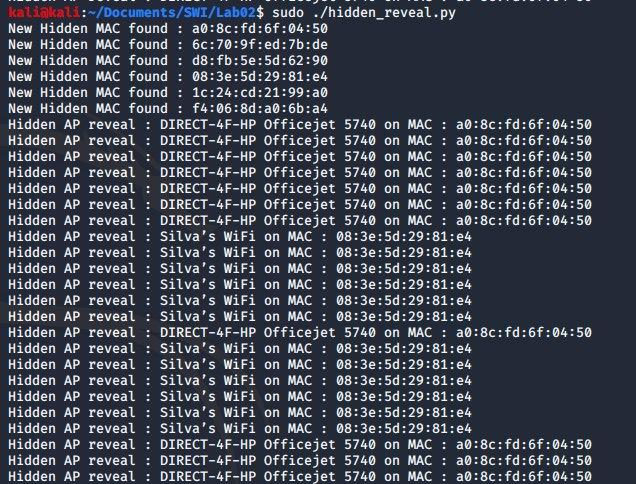 kali@kali:~/Documents/SWI/Lab02$ sudo ./hidden_reveal.py
New Hidden MAC found : a0:8c:fd:6f:04:50
New Hidden MAC found : 6c:70:9f:ed:7b:de
New Hidden MAC found : d8:fb:5e:5d:62:90
New Hidden MAC found : 08:3e:5d:29:81:e4
New Hidden MAC found : 1c:24:cd:21:99:a0
New Hidden MAC found : f4:06:8d:a0:6b:a4
Hidden AP reveal : DIRECT-4F-HP Officejet 5740 on MAC : a0:8c:fd:6f:04:50
Hidden AP reveal : DIRECT-4F-HP Officejet 5740 on MAC : a0:8c:fd:6f:04:50
Hidden AP reveal : DIRECT-4F-HP Officejet 5740 on MAC : a0:8c:fd:6f:04:50
Hidden AP reveal : DIRECT-4F-HP Officejet 5740 on MAC : a0:8c:fd:6f:04:50
Hidden AP reveal : DIRECT-4F-HP Officejet 5740 on MAC : a0:8c:fd:6f:04:50
Hidden AP reveal : DIRECT-4F-HP Officejet 5740 on MAC : a0:8c:fd:6f:04:50
Hidden AP reveal : DIRECT-4F-HP Officejet 5740 on MAC : a0:8c:fd:6f:04:50
Hidden AP reveal : Silva’s WiFi on MAC : 08:3e:5d:29:81:e4
Hidden AP reveal : Silva’s WiFi on MAC : 08:3e:5d:29:81:e4
Hidden AP reveal : Silva’s WiFi on MAC : 08:3e:5d:29:81:e4
Hidden AP reveal : Silva’s WiFi on MAC : 08:3e:5d:29:81:e4
Hidden AP reveal : Silva’s WiFi on MAC : 08:3e:5d:29:81:e4
Hidden AP reveal : Silva’s WiFi on MAC : 08:3e:5d:29:81:e4
Hidden AP reveal : DIRECT-4F-HP Officejet 5740 on MAC : a0:8c:fd:6f:04:50
Hidden AP reveal : Silva’s WiFi on MAC : 08:3e:5d:29:81:e4
Hidden AP reveal : Silva’s WiFi on MAC : 08:3e:5d:29:81:e4
Hidden AP reveal : Silva’s WiFi on MAC : 08:3e:5d:29:81:e4
Hidden AP reveal : Silva’s WiFi on MAC : 08:3e:5d:29:81:e4
Hidden AP reveal : Silva’s WiFi on MAC : 08:3e:5d:29:81:e4
Hidden AP reveal : Silva’s WiFi on MAC : 08:3e:5d:29:81:e4
Hidden AP reveal : DIRECT-4F-HP Officejet 5740 on MAC : a0:8c:fd:6f:04:50
Hidden AP reveal : DIRECT-4F-HP Officejet 5740 on MAC : a0:8c:fd:6f:04:50
Hidden AP reveal : DIRECT-4F-HP Officejet 5740 on MAC : a0:8c:fd:6f:04:50